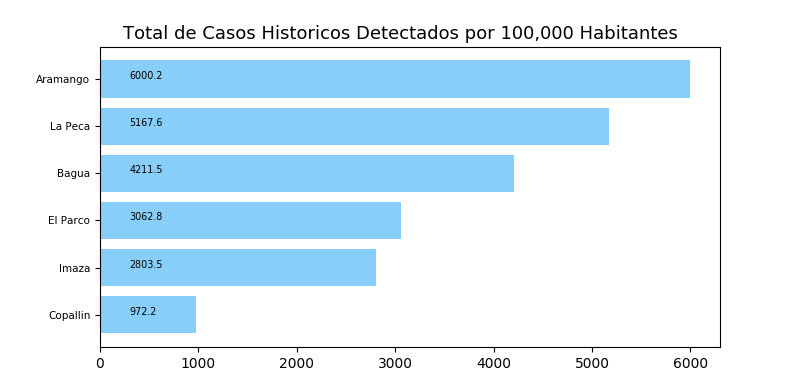 Total de Casos Historicos Detectados por 100,000 Habitantes
Aramango 6000.2
La Peca 5167.6
Bagua 4211.5
El Parco 3062.8
Imaza 2803.5
Copallin 972.2
0 1000 2000 3000 4000 5000 6000